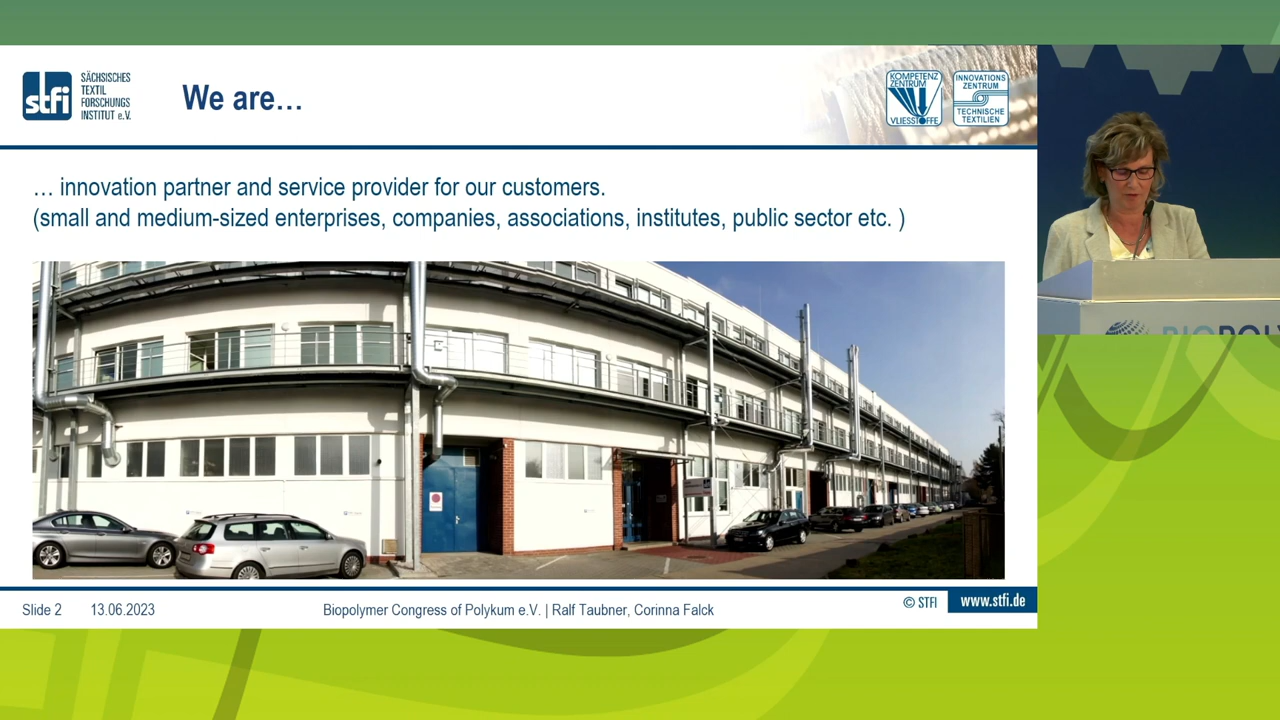 stfi
SÄCHSISCHES
TEXTIL
FORSCHUNGS
INSTITUT e.V.
We are…
KOMPETENZ
ZENTRUM
VLIESSTOFFE
INNOVATIONS
ZENTRUM
TECHNISCHE
TEXTILIEN
… innovation partner and service provider for our customers.
(small and medium-sized enterprises, companies, associations, institutes, public sector etc. )
BIOPOLY
Slide 2
13.06.2023
Biopolymer Congress of Polykum e.V. | Ralf Taubner, Corinna Falck
© STFI
www.stfi.de